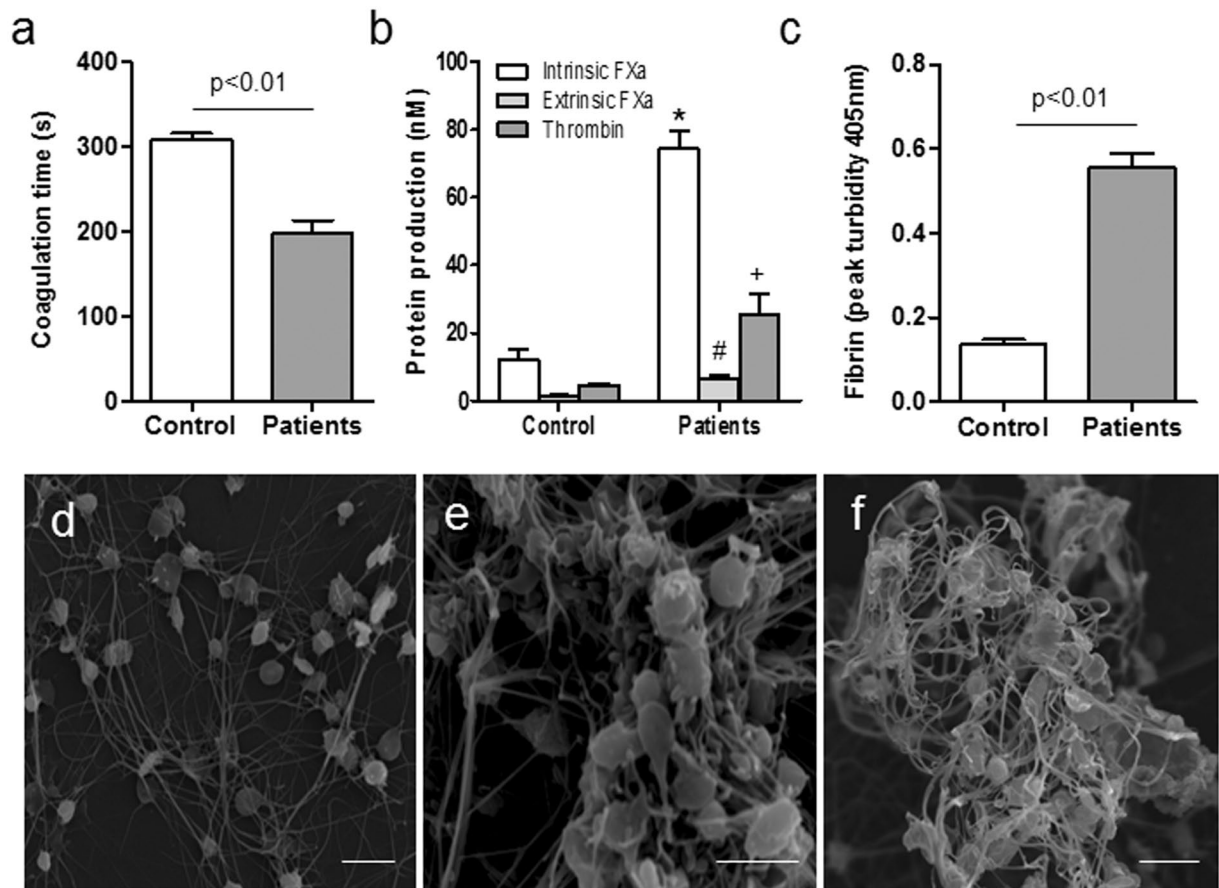 a
Coagulation time (s)
400
300
200
100
0
p<0.01
Control Patients
b
Protein production (nM)
100
80
60
40
20
0
Intrinsic FXa
Extrinsic FXa
Thrombin
*
#
+
Control Patients
c
Fibrin (peak turbidity 405nm)
0.8
0.6
0.4
0.2
0.0
p<0.01
Control Patients
d
e
f